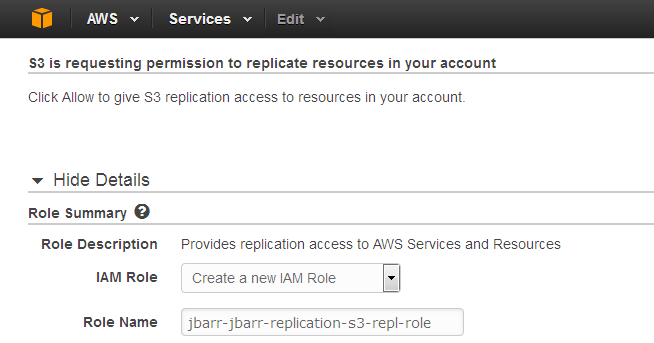 AWS Services Edit
S3 is requesting permission to replicate resources in your account
Click Allow to give S3 replication access to resources in your account.
Hide Details
Role Summary ?
Role Description Provides replication access to AWS Services and Resources
IAM Role Create a new IAM Role
Role Name jbarr-jbarr-replication-s3-repl-role